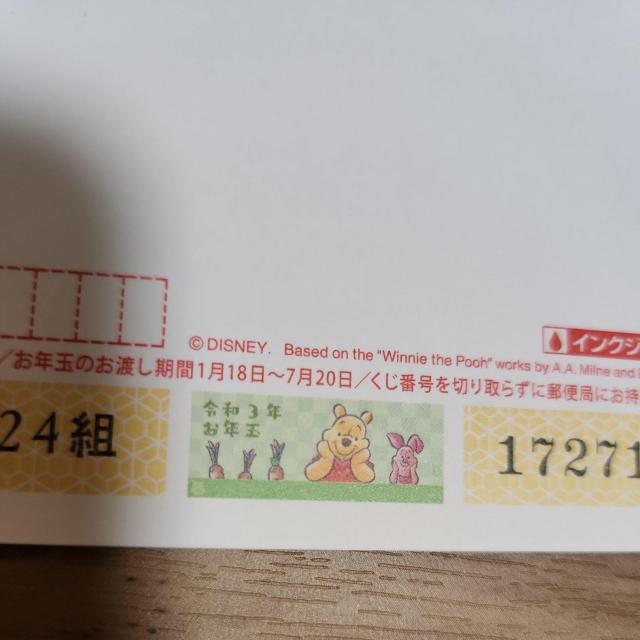 ©DISNEY. Based on the "Winnie the Pooh" works by A.A. Milne and
インクジ
／お年玉のお渡し期間1月18日～7月20日／くじ番号を切り取らずに郵便局にお持
24組
令和3年
お年玉
17271